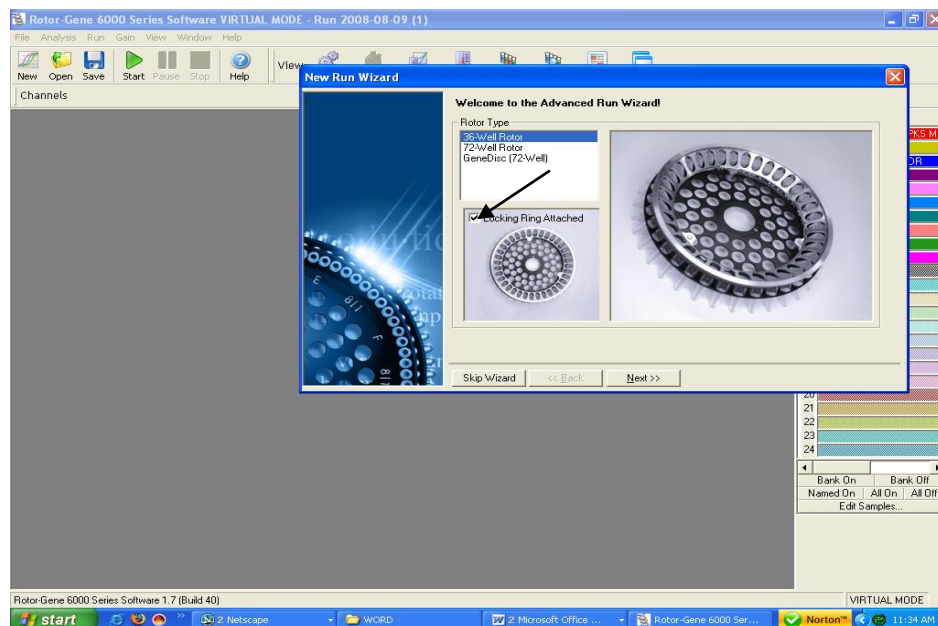 Rotor-Gene 6000 Series Software VIRTUAL MODE - Run 2008-08-09 (1)
File Analysis Run Gain View Window Help
New Open Save Start Pause Stop Help View
Channels
New Run Wizard
Welcome to the Advanced Run Wizard!
Rotor Type
36-Well Rotor
72-Well Rotor
GeneDisc (72-Well)
Locking Ring Attached
Skip Wizard << Back Next >>
21
22
23
24
Bank On Bank Off
Named On All On All Off
Edit Samples...
Rotor-Gene 6000 Series Software 1.7 (Build 40) VIRTUAL MODE
start 2 Netscape WORD 2 Microsoft Office ... Rotor-Gene 6000 Ser... Norton™ 11:34 AM